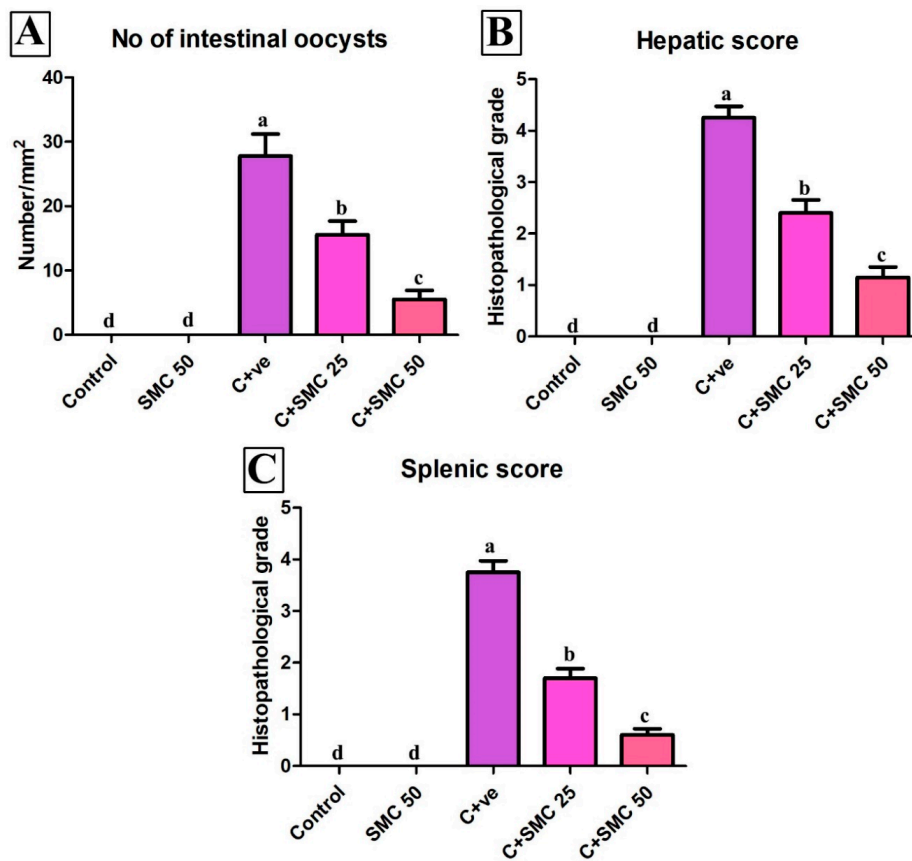 A
No of intestinal oocysts
Number/mm²
40
30
20
10
0
d
d
a
b
c
Control
SMC 50
C+ve
C+SMC 25
C+SMC 50
B
Hepatic score
Histopathological grade
5
4
3
2
1
0
d
d
a
b
c
Control
SMC 50
C+ve
C+SMC 25
C+SMC 50
C
Splenic score
Histopathological grade
5
4
3
2
1
0
d
d
a
b
c
Control
SMC 50
C+ve
C+SMC 25
C+SMC 50